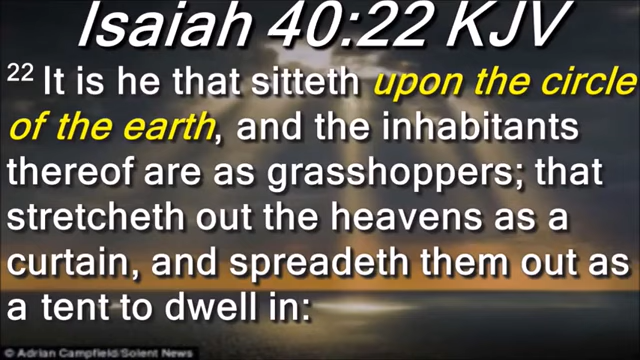 Isaiah 40:22 KJV
22 It is he that sitteth upon the circle
of the earth, and the inhabitants
thereof are as grasshoppers; that
stretcheth out the heavens as a
curtain, and spreadeth them out as
a tent to dwell in:
© Adrian Campfield/Solent News